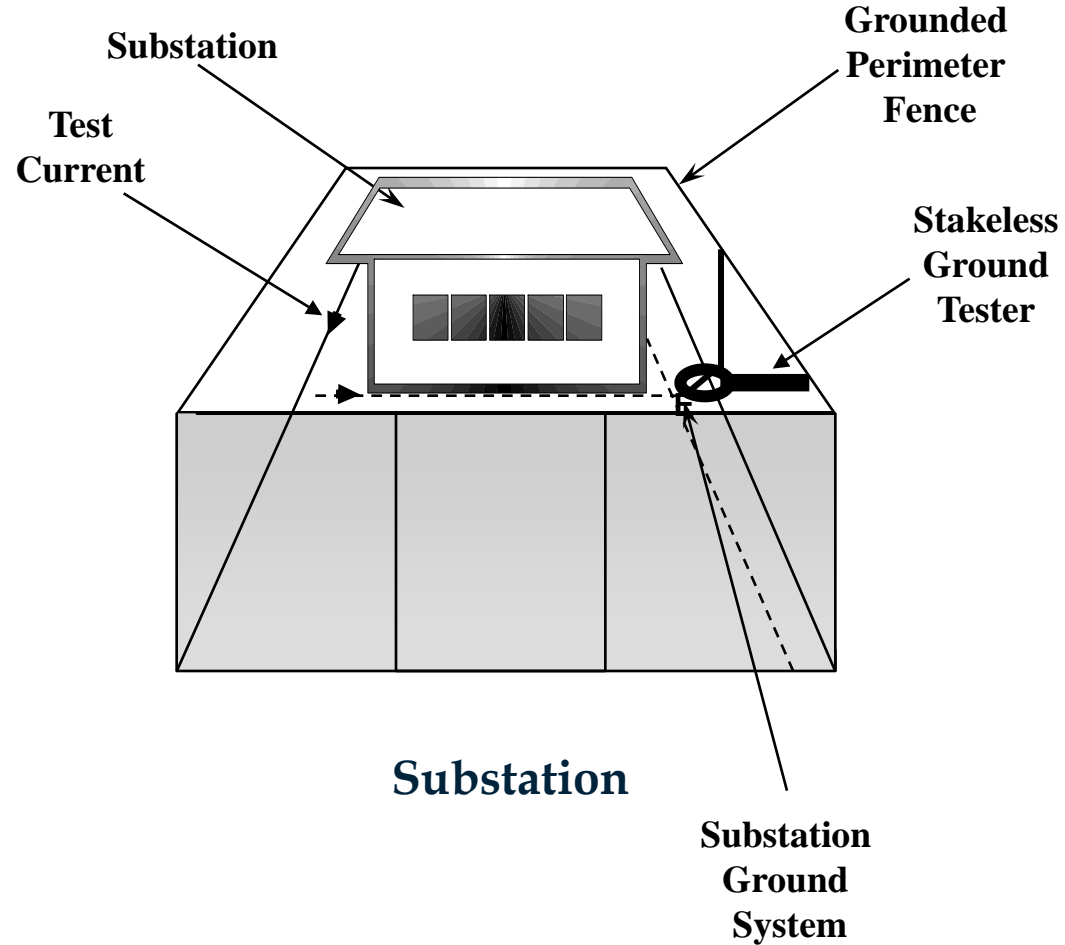 Substation
Test
Current
Grounded
Perimeter
Fence
Stakeless
Ground
Tester
Substation
Substation
Ground
System